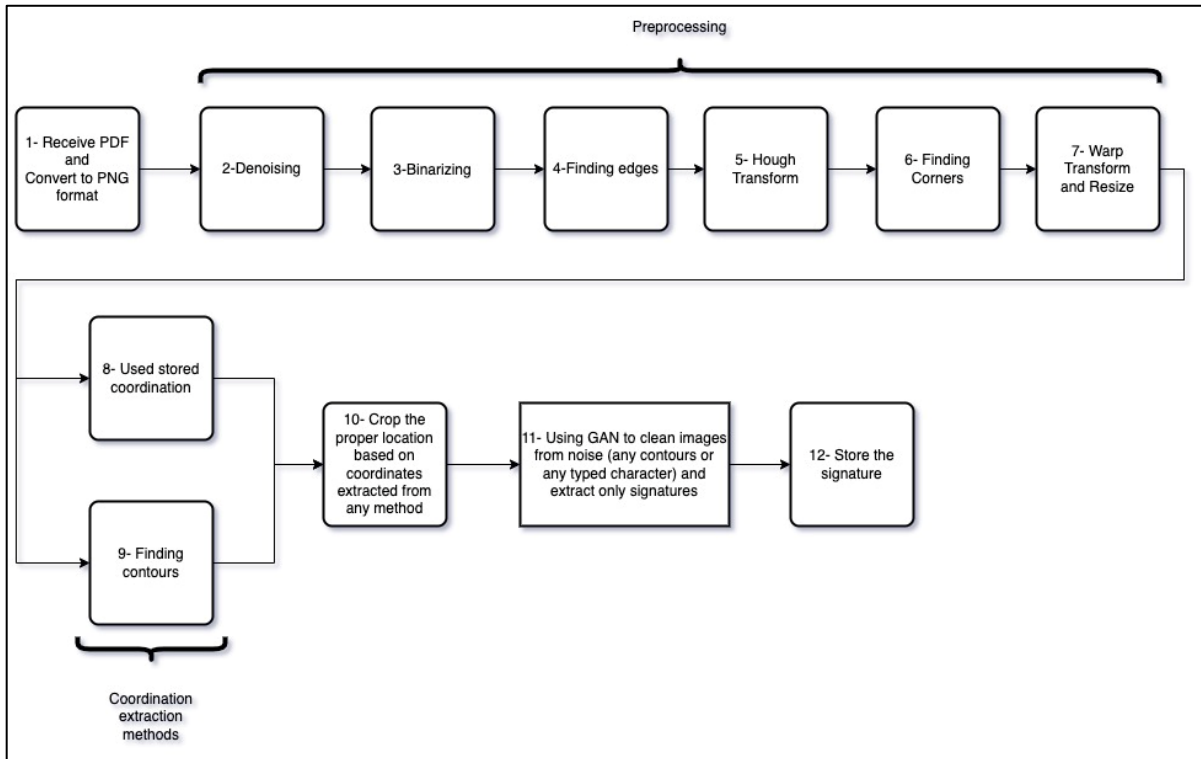 Preprocessing
1- Receive PDF
and
Convert to PNG
format
2-Denoising
3-Binarizing
4-Finding edges
5- Hough
Transform
6- Finding
Corners
7- Warp
Transform
and Resize
8- Used stored
coordination
9- Finding
contours
Coordination
extraction
methods
10- Crop the
proper location
based on
coordinates
extracted from
any method
11- Using GAN to clean images
from noise (any contours or
any typed character) and
extract only signatures
12- Store the
signature